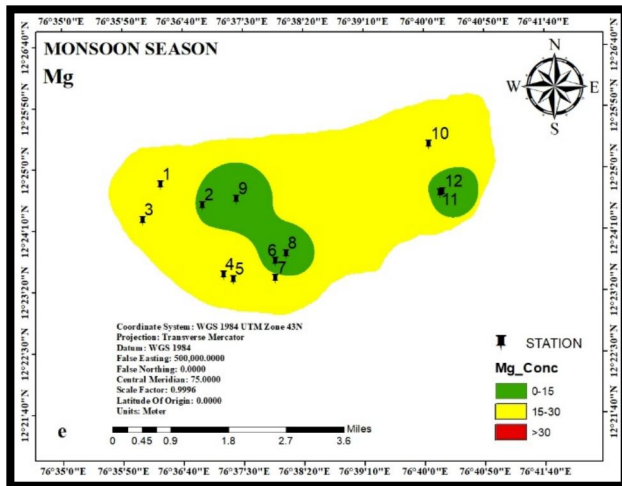 76°35'0"E 76°35'50"E 76°36'40"E 76°37'30"E 76°38'20"E 76°39'10"E 76°40'0"E 76°40'50"E 76°41'40"E
12°26'40"N 12°26'40"N
MONSOON SEASON
Mg
N
W E
S
12°25'50"N 12°25'50"N
10
12°25'0"N 12°25'0"N
1
12
2
9
11
3
12°24'10"N 12°24'10"N
8
6
4
5
7
12°23'20"N 12°23'20"N
Coordinate System: WGS 1984 UTM Zone 43N
Projection: Transverse Mercator
Datum: WGS 1984
False Easting: 500,000.0000
False Northing: 0.0000
Central Meridian: 75.0000
Scale Factor: 0.9996
Latitude Of Origin: 0.0000
Units: Meter
STATION
Mg_Conc
0-15
15-30
>30
12°22'30"N 12°22'30"N
12°21'40"N 12°21'40"N
e
Miles
0 0.45 0.9 1.8 2.7 3.6
76°35'0"E 76°35'50"E 76°36'40"E 76°37'30"E 76°38'20"E 76°39'10"E 76°40'0"E 76°40'50"E 76°41'40"E